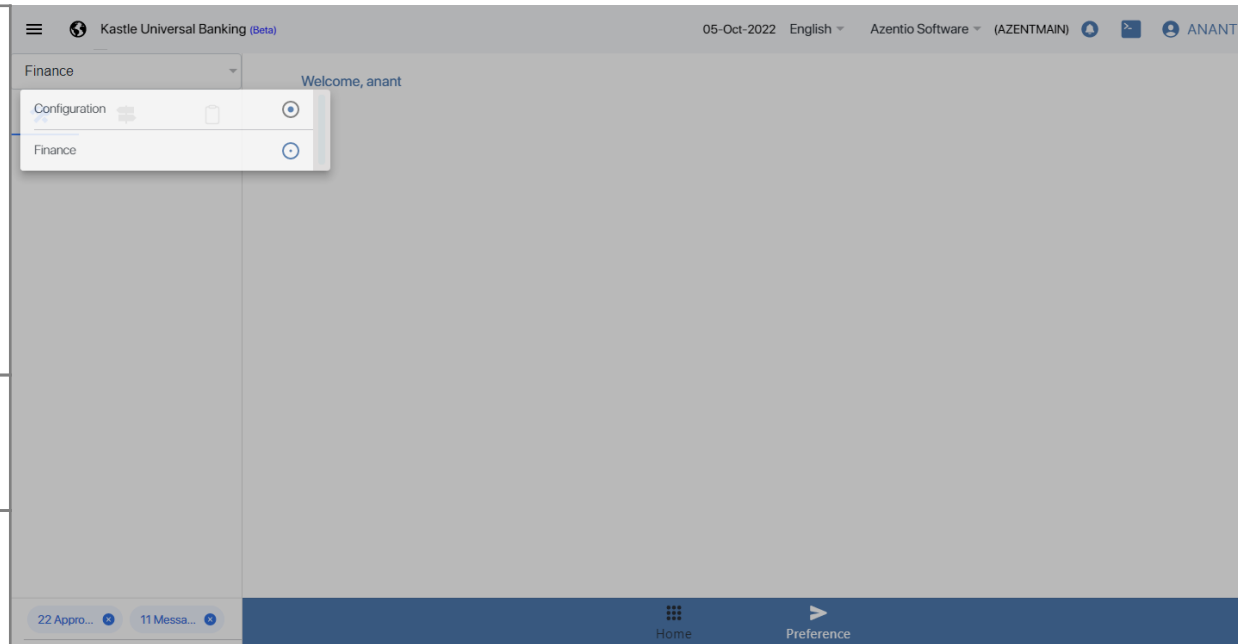 Kastle Universal Banking (Beta) 05-Oct-2022 English Azentio Software (AZENTMAIN) ANANT
Finance
Welcome, anant
Configuration
Finance
22 Appro... 11 Messa...
Home Preference